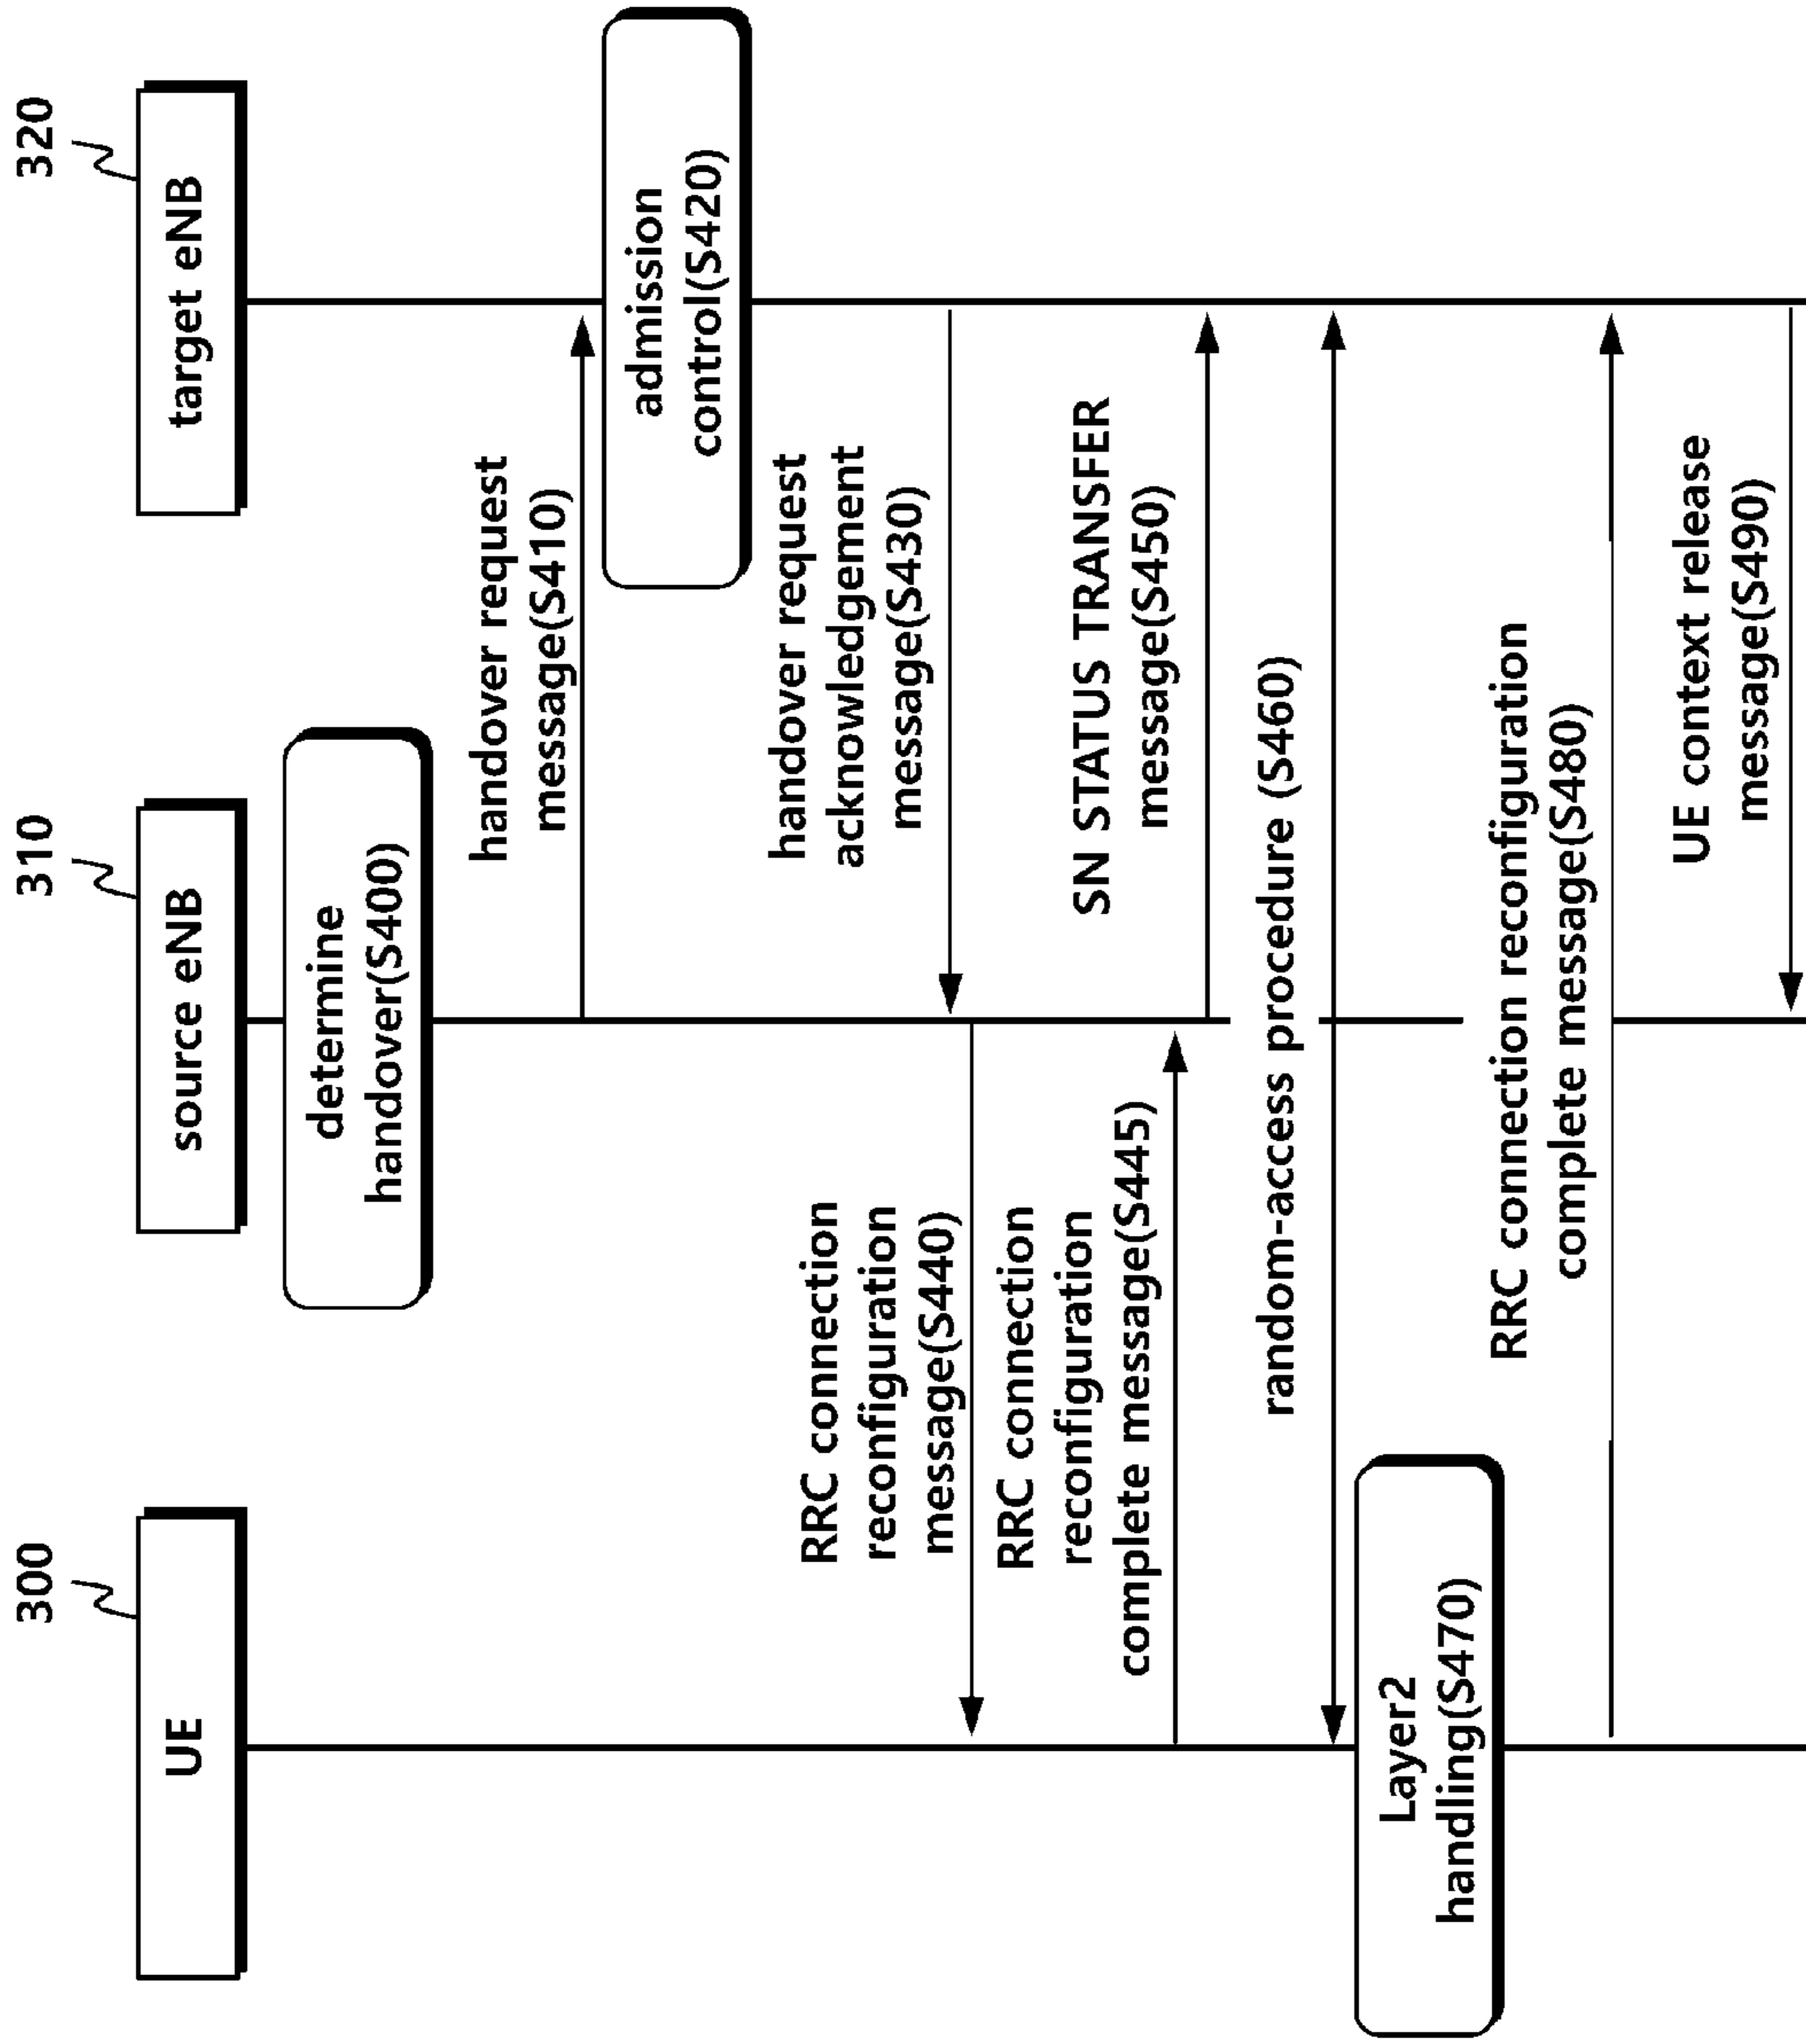 300
310
320
UE
source eNB
target eNB
determine
handover(S400)
handover request
message(S410)
admission
control(S420)
handover request
acknowledgement
message(S430)
RRC connection
reconfiguration
message(S440)
RRC connection
reconfiguration
complete message(S445)
SN STATUS TRANSFER
message(S450)
random-access procedure (S460)
Layer2
handling(S470)
RRC connection reconfiguration
complete message(S480)
UE context release
message(S490)